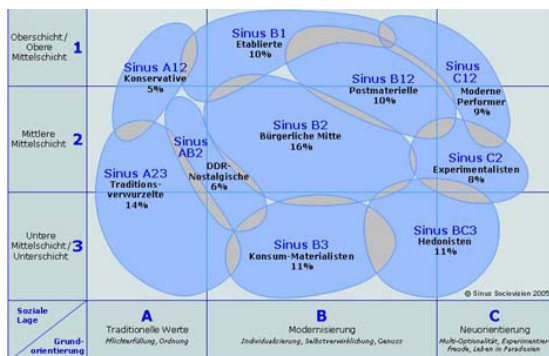 Oberschicht/
Obere
Mittelschicht
1
Mittlere
Mittelschicht
2
Untere
Mittelschicht/
Unterschicht
3
Sinus B1
Etablierte
10%
Sinus A12
Konservative
5%
Sinus
C12
Moderne
Performer
9%
Sinus B12
Postmaterielle
10%
Sinus
AB2
DDR-
Nostalgische
6%
Sinus B2
Bürgerliche Mitte
16%
Sinus C2
Experimentalisten
8%
Sinus A23
Traditions-
verwurzelte
14%
Sinus B3
Konsum-Materialisten
11%
Sinus BC3
Hedonisten
11%
© Sinus Sociovision 2005
Soziale
Lage
Grund-
orientierung
A
Traditionelle Werte
Pflichterfüllung, Ordnung
B
Modernisierung
Individualisierung, Selbstverwirklichung, Genuss
C
Neuorientierung
Multi-Optionalität, Experimentier-
freude, Leben in Paradoxien